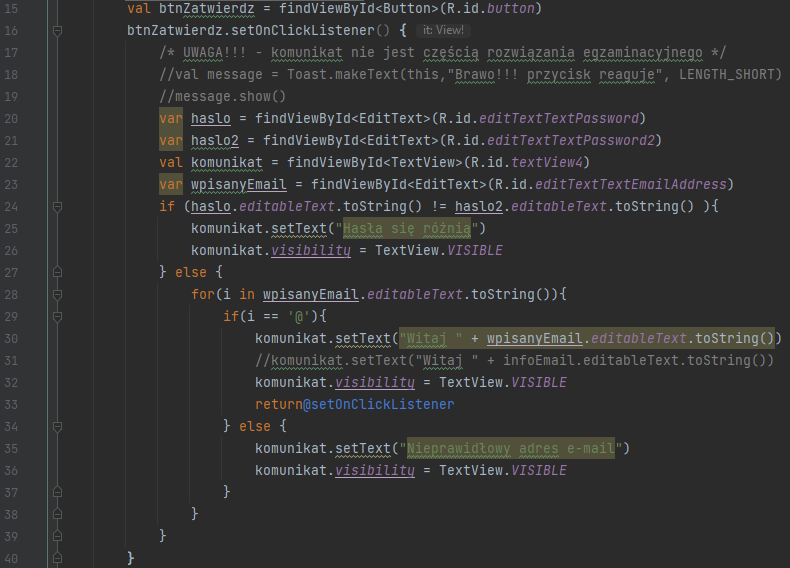 15 val btnZatwierdz = findViewById<Button>(R.id.button)
16 btnZatwierdz.setOnClickListener() { it: View!
17 /* UWAGA!!! - komunikat nie jest częścią rozwiązania egzaminacyjnego */
18 //val message = Toast.makeText(this,"Brawo!!! przycisk reaguje", LENGTH_SHORT)
19 //message.show()
20 var haslo = findViewById<EditText>(R.id.editTextTextPassword)
21 var haslo2 = findViewById<EditText>(R.id.editTextTextPassword2)
22 val komunikat = findViewById<TextView>(R.id.textView4)
23 var wpisanyEmail = findViewById<EditText>(R.id.editTextTextEmailAddress)
24 if (haslo.editableText.toString() != haslo2.editableText.toString() ){
25 komunikat.setText("Hasła się różnią")
26 komunikat.visibility = TextView.VISIBLE
27 } else {
28 for(i in wpisanyEmail.editableText.toString()){
29 if(i == '@'){
30 komunikat.setText("Witaj " + wpisanyEmail.editableText.toString())
31 //komunikat.setText("Witaj " + infoEmail.editableText.toString())
32 komunikat.visibility = TextView.VISIBLE
33 return@setOnClickListener
34 } else {
35 komunikat.setText("Nieprawidłowy adres e-mail")
36 komunikat.visibility = TextView.VISIBLE
37 }
38 }
39 }
40 }